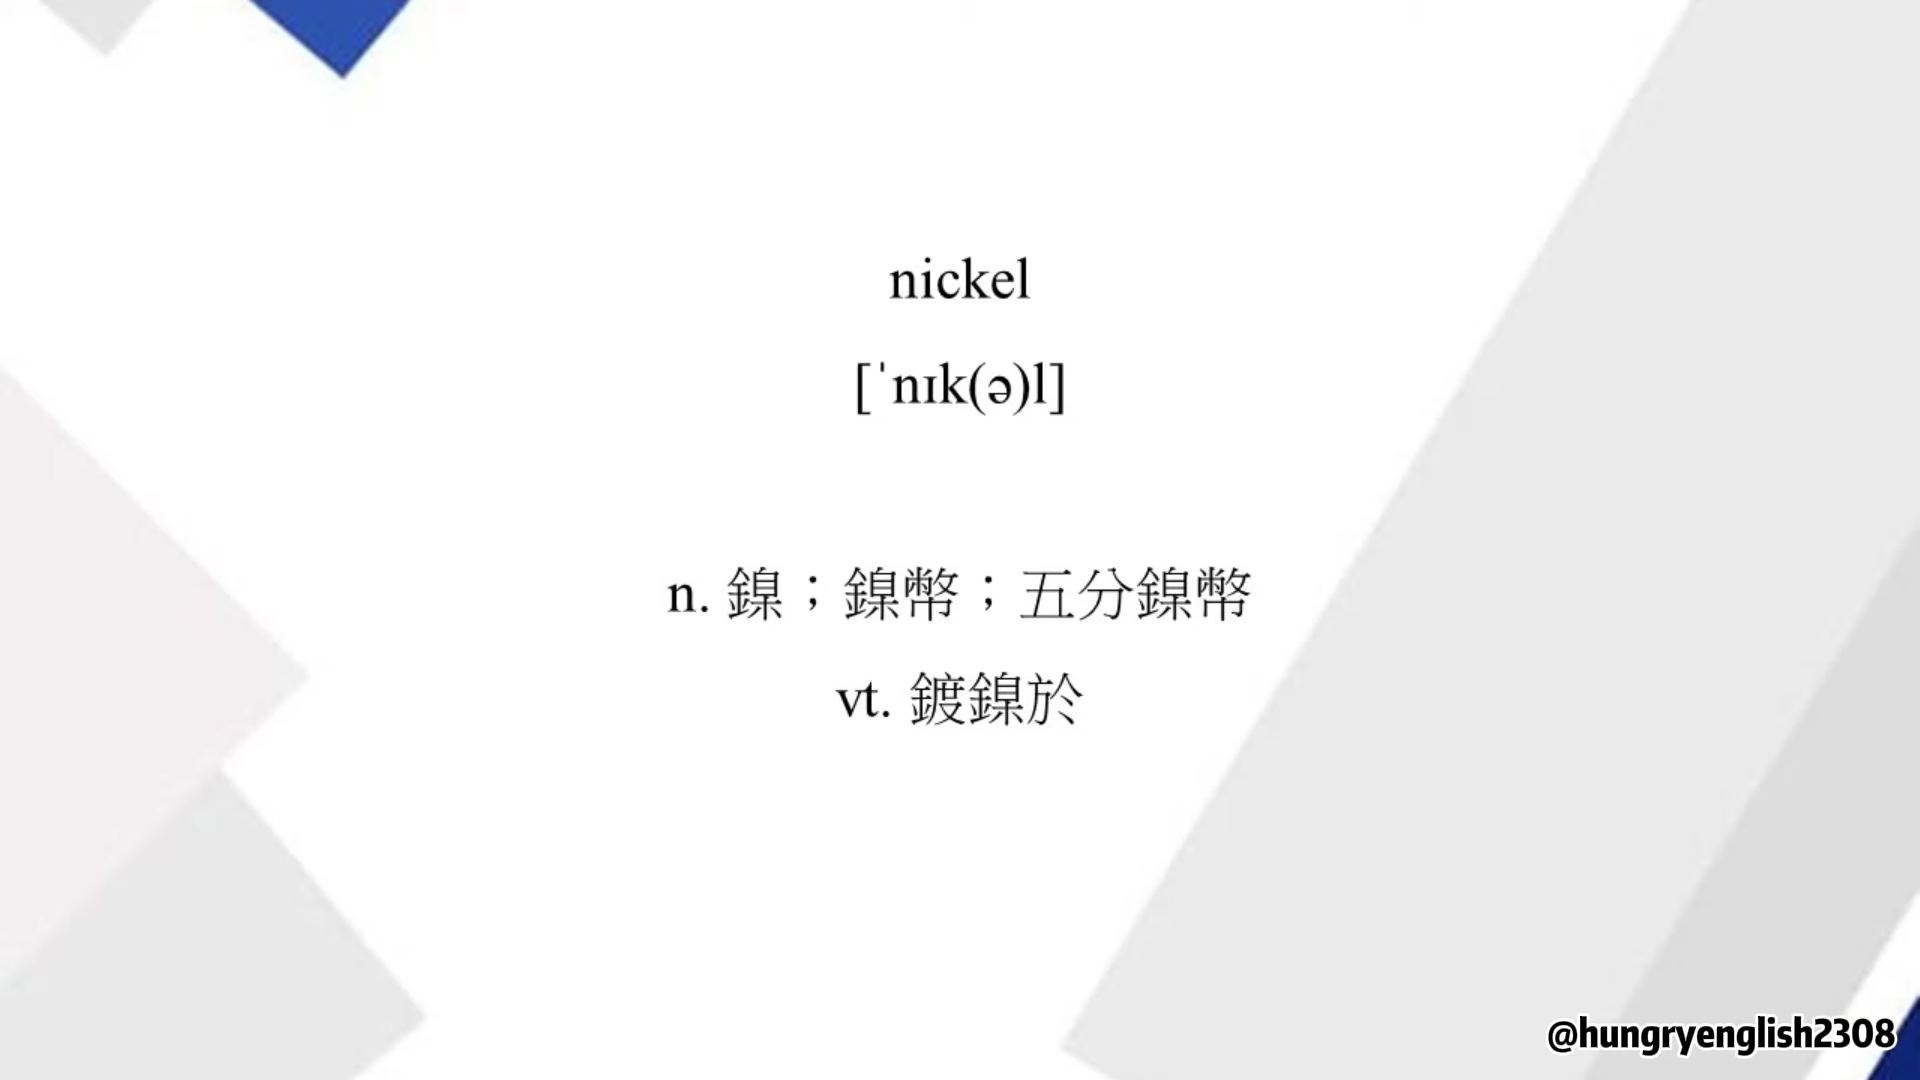 nickel
[ˈnɪk(ə)l]
n. 鎳；鎳幣；五分鎳幣
vt. 鍍鎳於
@hungryenglish2308